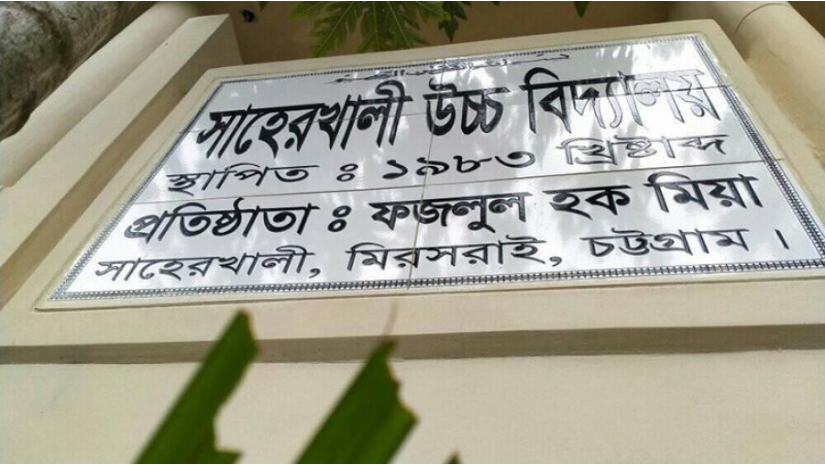 সাহেরখালী উচ্চ বিদ্যালয়
স্থাপিত ঃ ১৯৮৩ খ্রিষ্টাব্দ
প্রতিষ্ঠাতা ঃ ফজলুল হক মিয়া
সাহেরখালী, মিরসরাই, চট্টগ্রাম ।